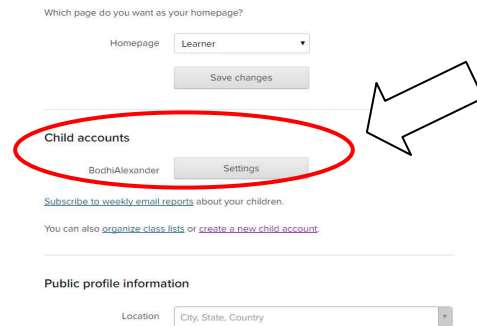 Which page do you want as your homepage?
Homepage Learner
Save changes
Child accounts
BodhiAlexander Settings
Subscribe to weekly email reports about your children.
You can also organize class lists or create a new child account.
Public profile information
Location City, State, Country